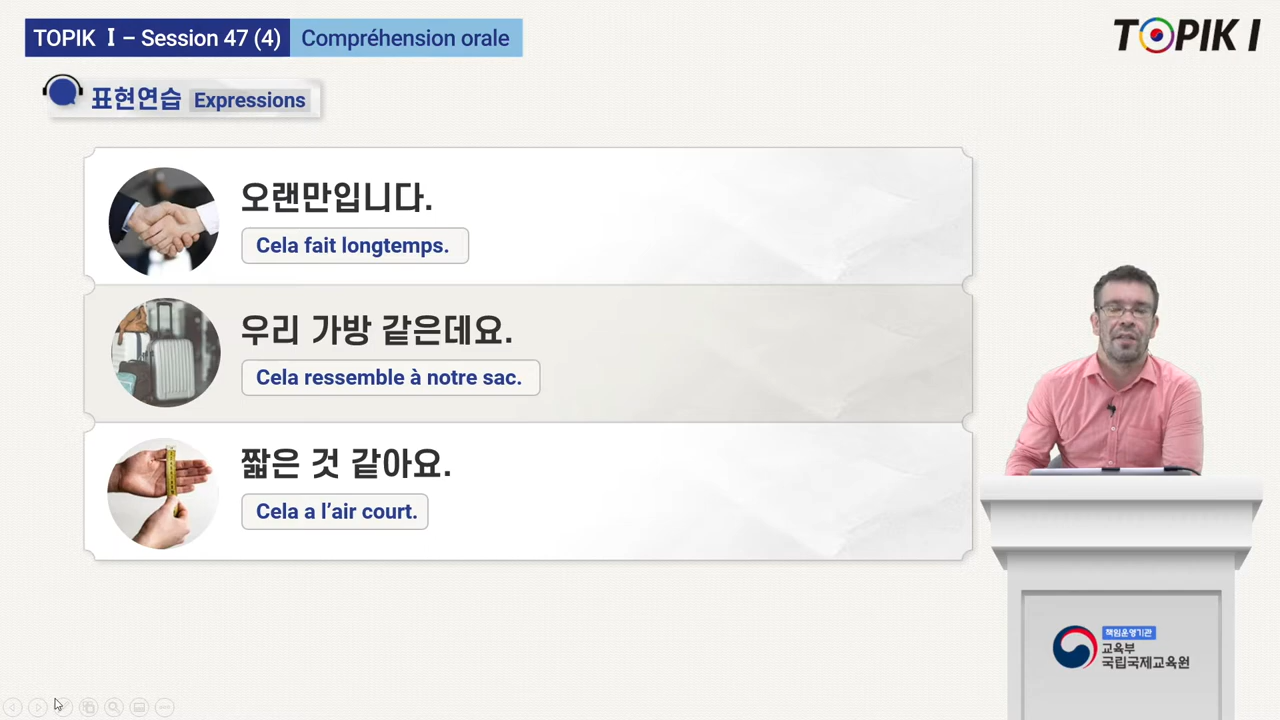 TOPIK I – Session 47 (4) Compréhension orale
TOPIK I
표현연습 Expressions
오랜만입니다.
Cela fait longtemps.
우리 가방 같은데요.
Cela ressemble à notre sac.
짧은 것 같아요.
Cela a l’air court.
책임운영기관
교육부
국립국제교육원